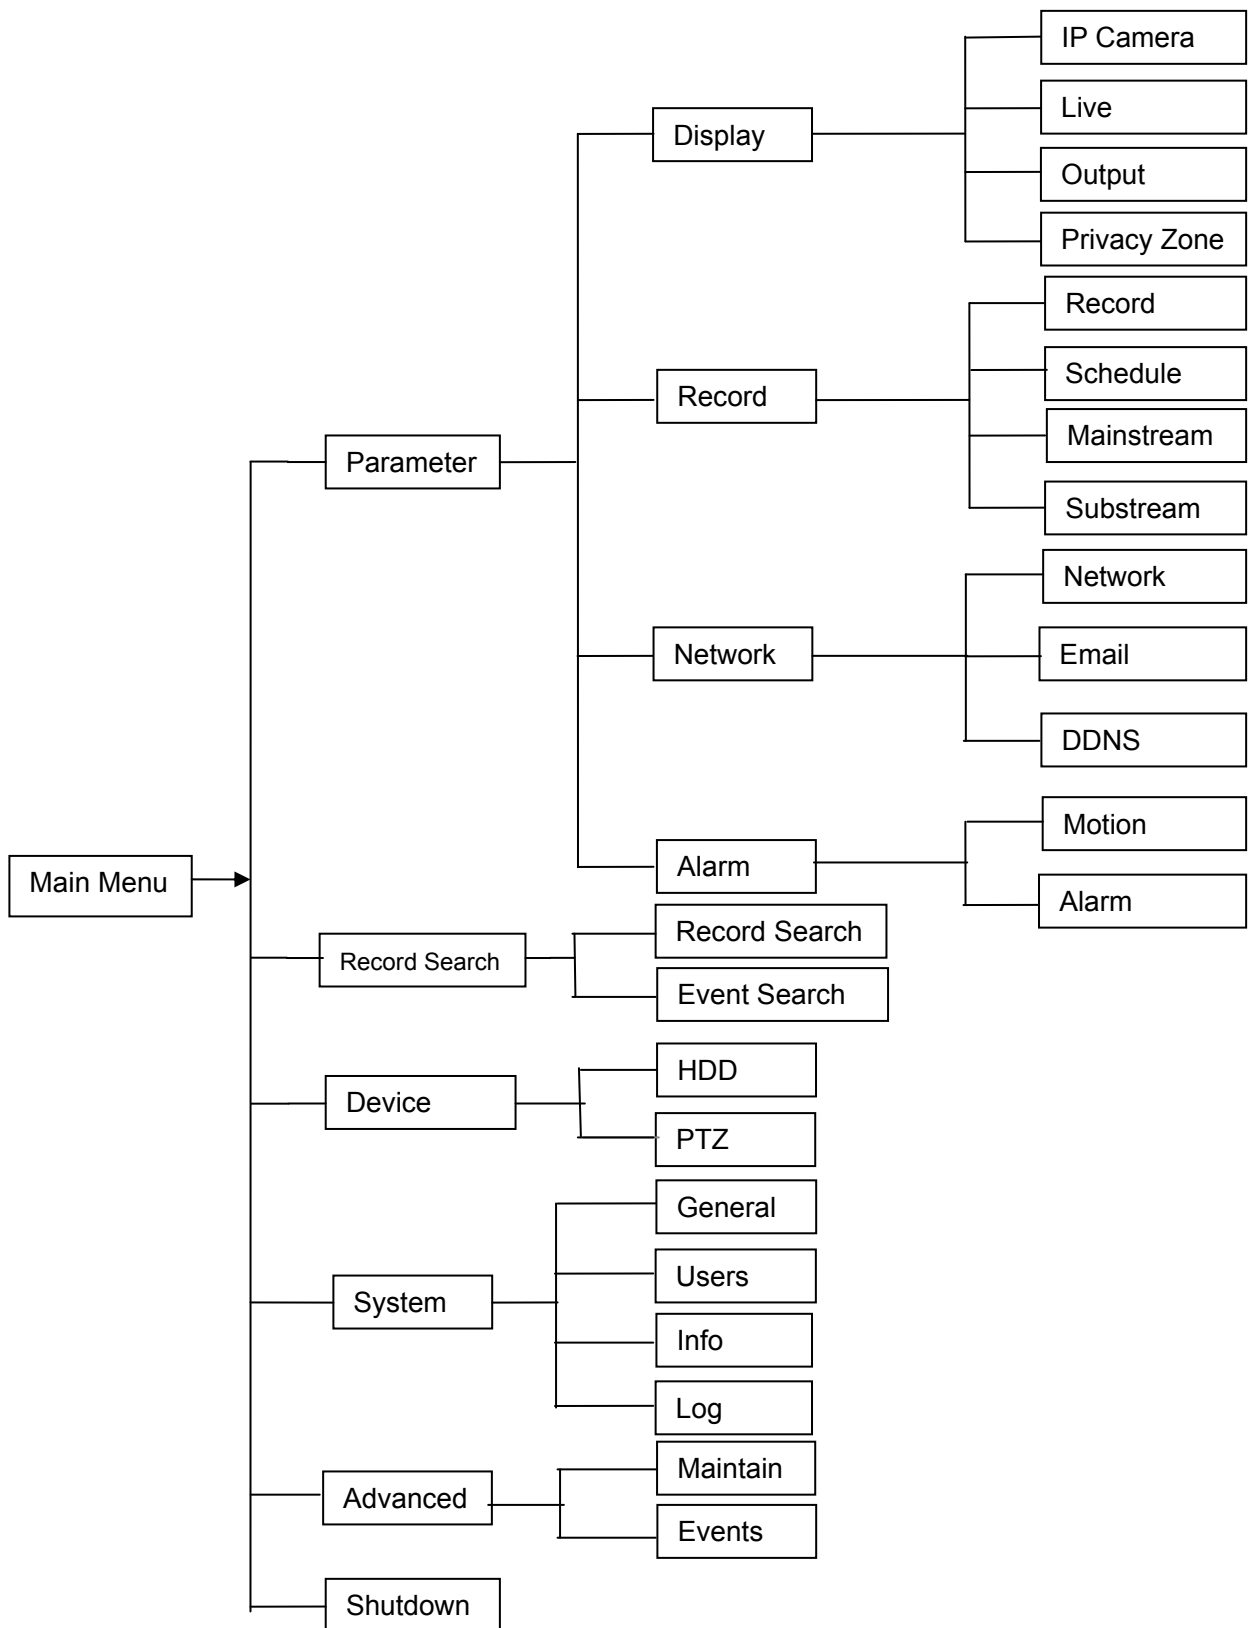 IP Camera
Live
Display
Output
Privacy Zone
Record
Schedule
Record
Mainstream
Parameter
Substream
Network
Network
Email
DDNS
Motion
Main Menu
Alarm
Alarm
Record Search
Record Search
Event Search
HDD
Device
PTZ
General
Users
System
Info
Log
Maintain
Advanced
Events
Shutdown